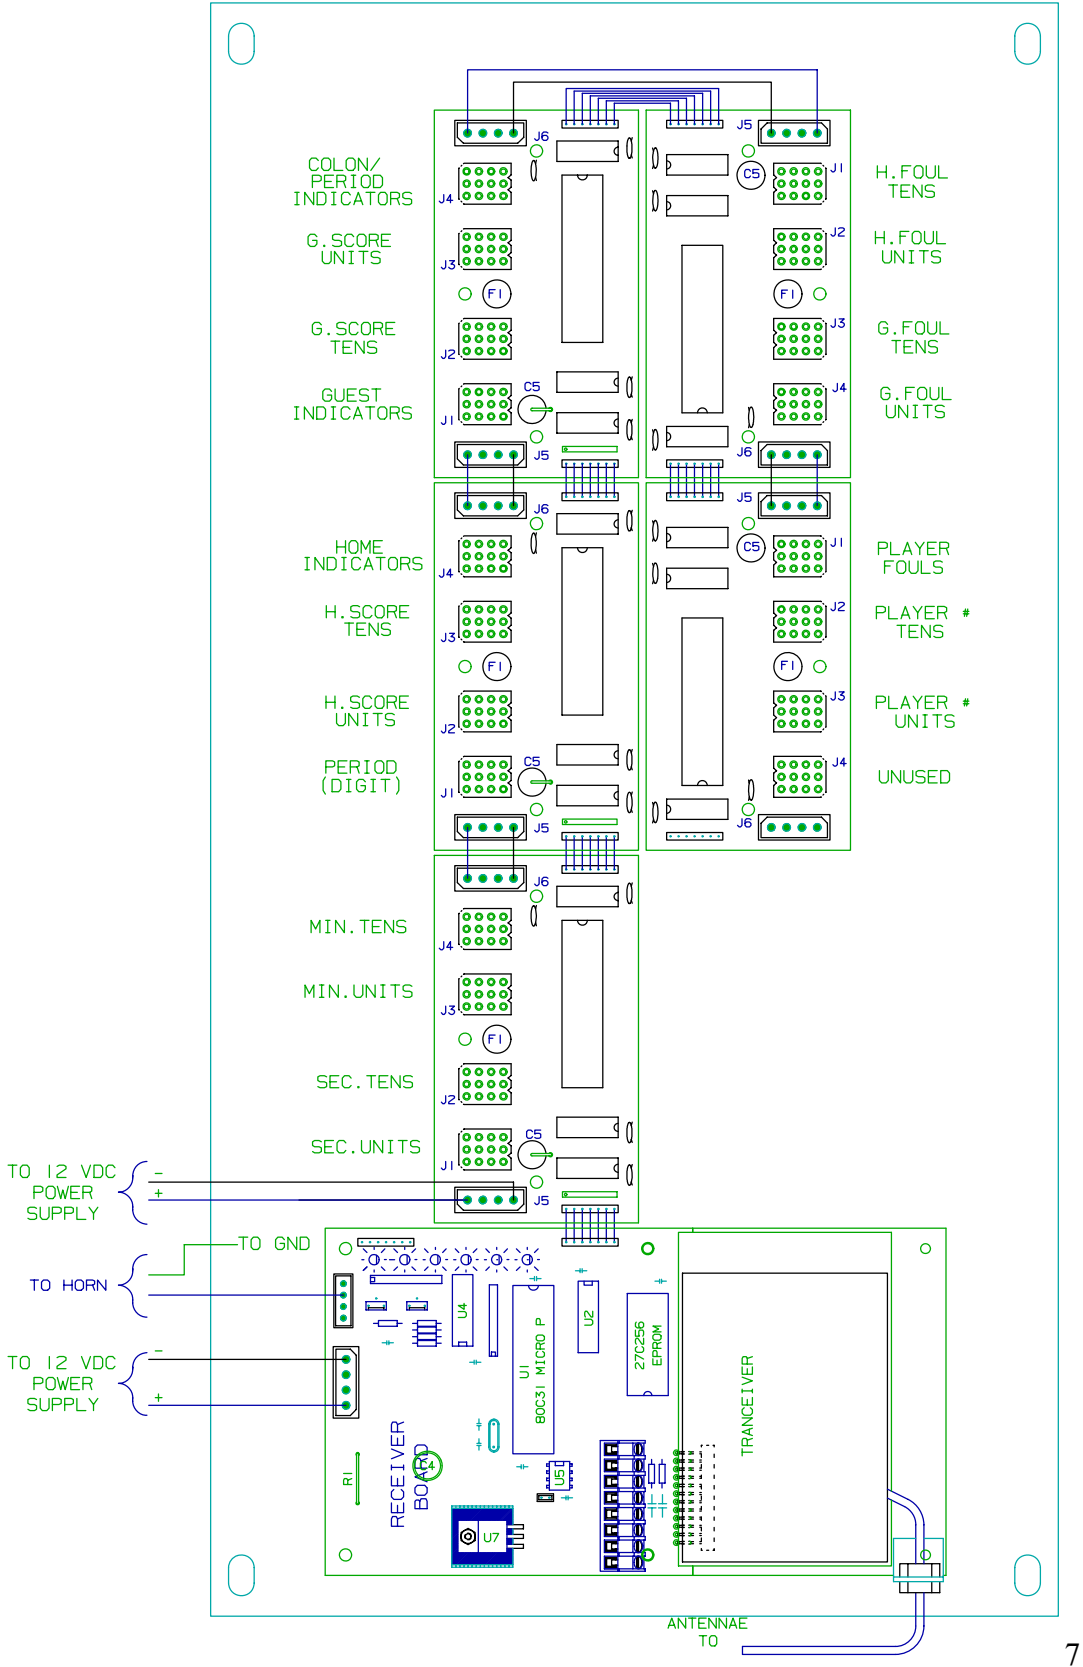 J6
J5
COLON/
PERIOD
INDICATORS
J4
C5
J1
H.FOUL
TENS
G.SCORE
UNITS
J3
J2
H.FOUL
UNITS
F1
F1
G.SCORE
TENS
J2
J3
G.FOUL
TENS
GUEST
INDICATORS
J1
C5
J4
G.FOUL
UNITS
J5
J6
J6
J5
HOME
INDICATORS
J4
C5
J1
PLAYER
FOULS
H.SCORE
TENS
J3
J2
PLAYER #
TENS
F1
F1
H.SCORE
UNITS
J2
J3
PLAYER #
UNITS
PERIOD
(DIGIT)
J1
C5
J4
UNUSED
J5
J6
J6
MIN.TENS
J4
MIN.UNITS
J3
F1
SEC.TENS
J2
SEC.UNITS
J1
C5
J5
TO 12 VDC
POWER
SUPPLY
-
+
TO GND
TO HORN
TO 12 VDC
POWER
SUPPLY
-
+
U4
U1
80C31 MICRO P
U2
27C256
EPROM
TRANCEIVER
R1
RECEIVER
BOARD
C4
U5
U7
ANTENNAE
TO
7